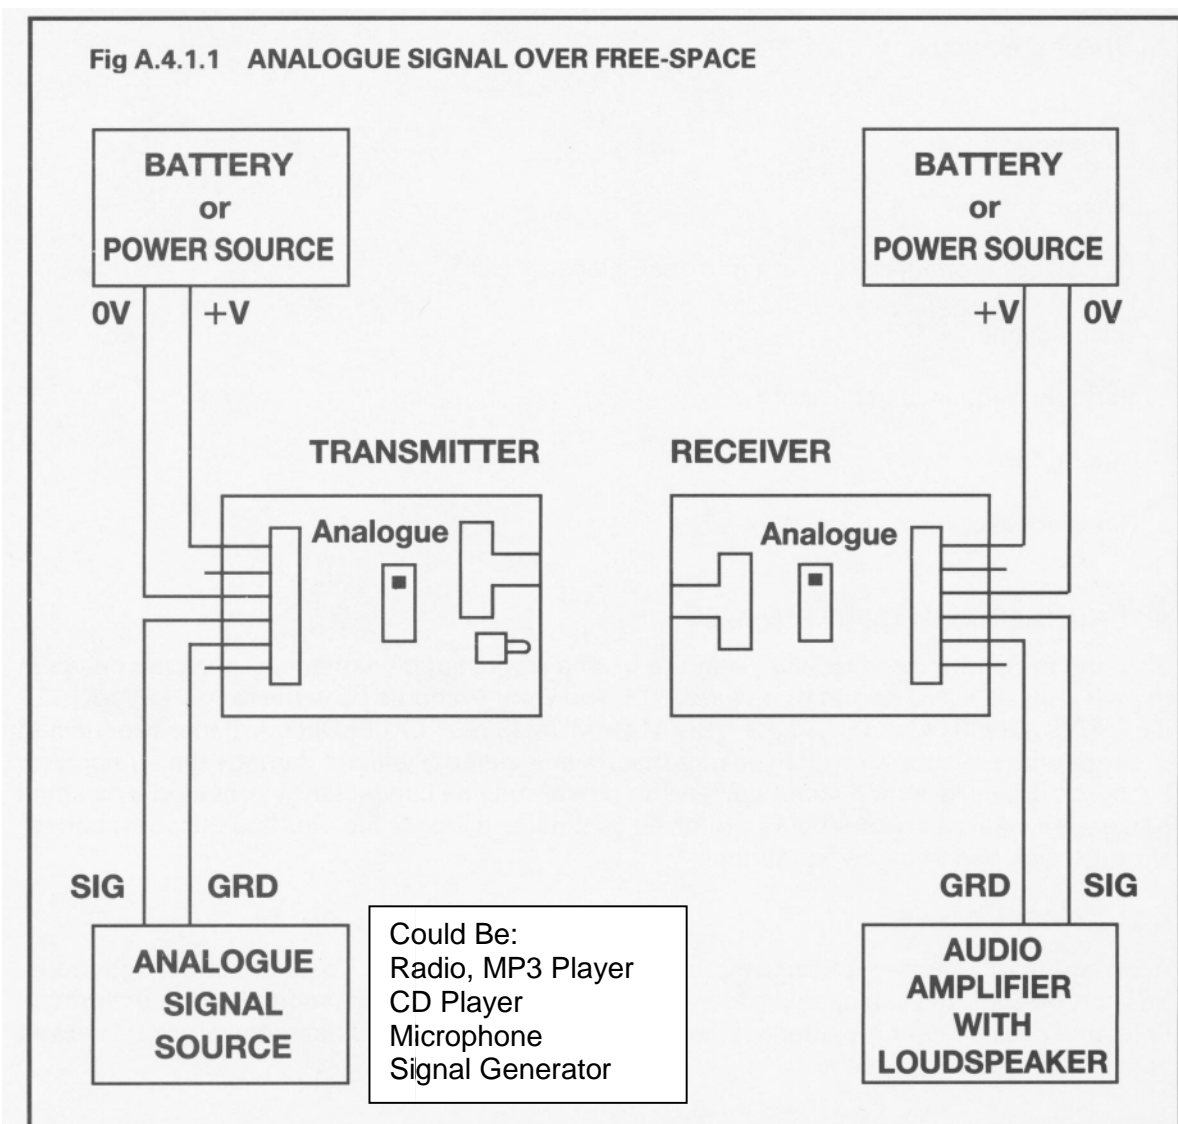 Fig A.4.1.1 ANALOGUE SIGNAL OVER FREE-SPACE
BATTERY
or
POWER SOURCE
BATTERY
or
POWER SOURCE
0V +V
+V 0V
TRANSMITTER
RECEIVER
Analogue
Analogue
SIG GRD
GRD SIG
ANALOGUE
SIGNAL
SOURCE
Could Be:
Radio, MP3 Player
CD Player
Microphone
Signal Generator
AUDIO
AMPLIFIER
WITH
LOUDSPEAKER